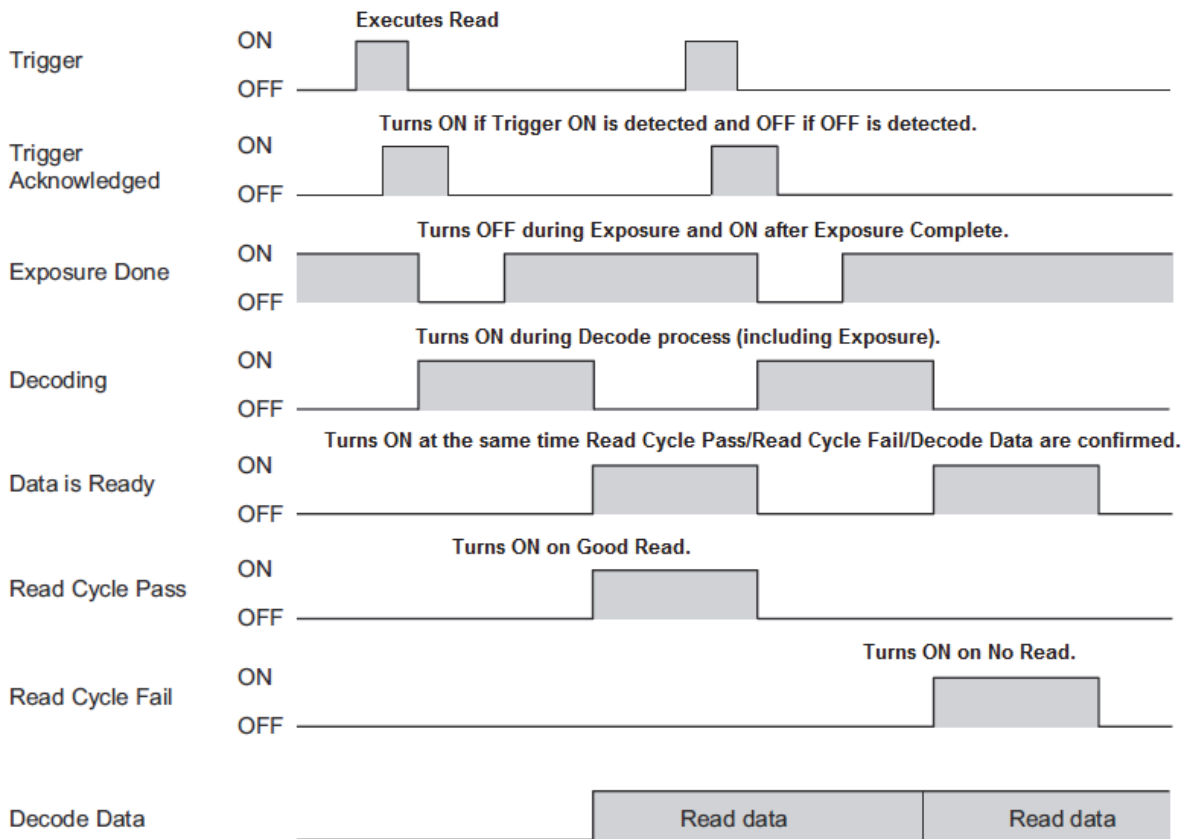 Executes Read
Trigger
ON
OFF
Turns ON if Trigger ON is detected and OFF if OFF is detected.
Trigger
Acknowledged
ON
OFF
Turns OFF during Exposure and ON after Exposure Complete.
Exposure Done
ON
OFF
Turns ON during Decode process (including Exposure).
Decoding
ON
OFF
Turns ON at the same time Read Cycle Pass/Read Cycle Fail/Decode Data are confirmed.
Data is Ready
ON
OFF
Turns ON on Good Read.
Read Cycle Pass
ON
OFF
Turns ON on No Read.
Read Cycle Fail
ON
OFF
Decode Data
Read data
Read data